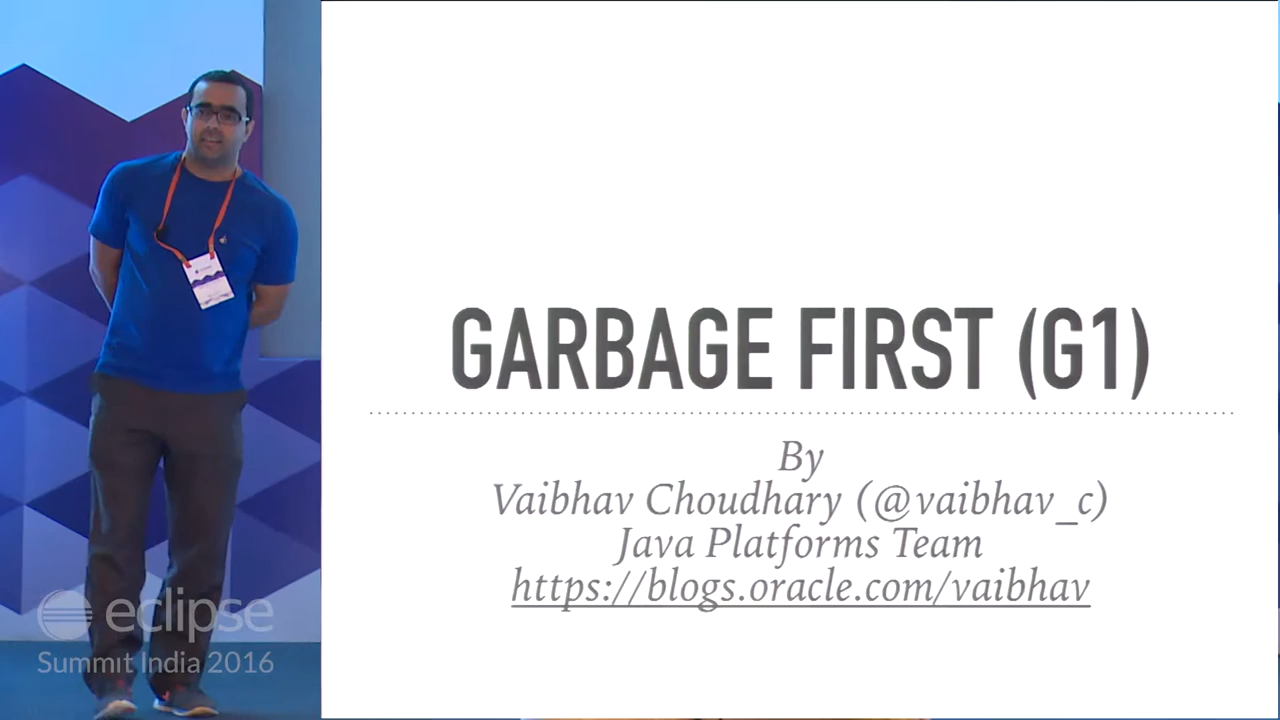 GARBAGE FIRST (G1)
By
Vaibhav Choudhary (@vaibhav_c)
Java Platforms Team
https://blogs.oracle.com/vaibhav
eclipse
Summit India 2016